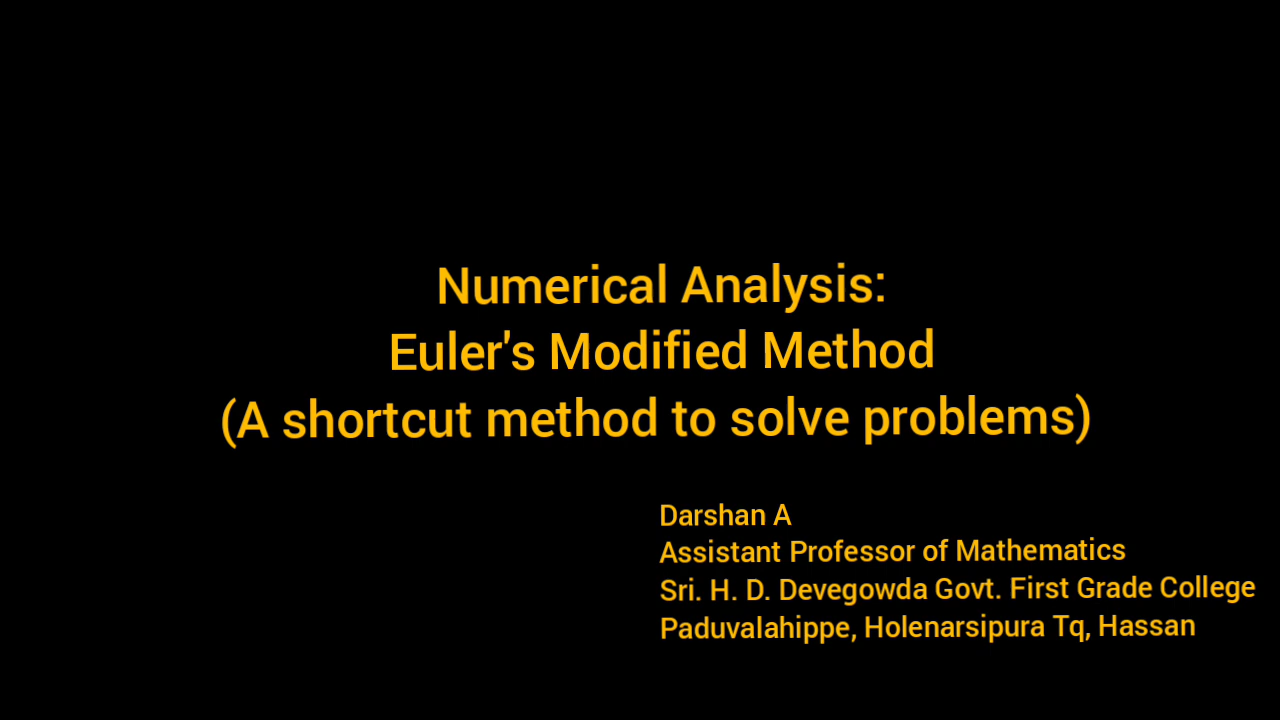 Numerical Analysis:
Euler's Modified Method
(A shortcut method to solve problems)
Darshan A
Assistant Professor of Mathematics
Sri. H. D. Devegowda Govt. First Grade College
Paduvalahippe, Holenarsipura Tq, Hassan